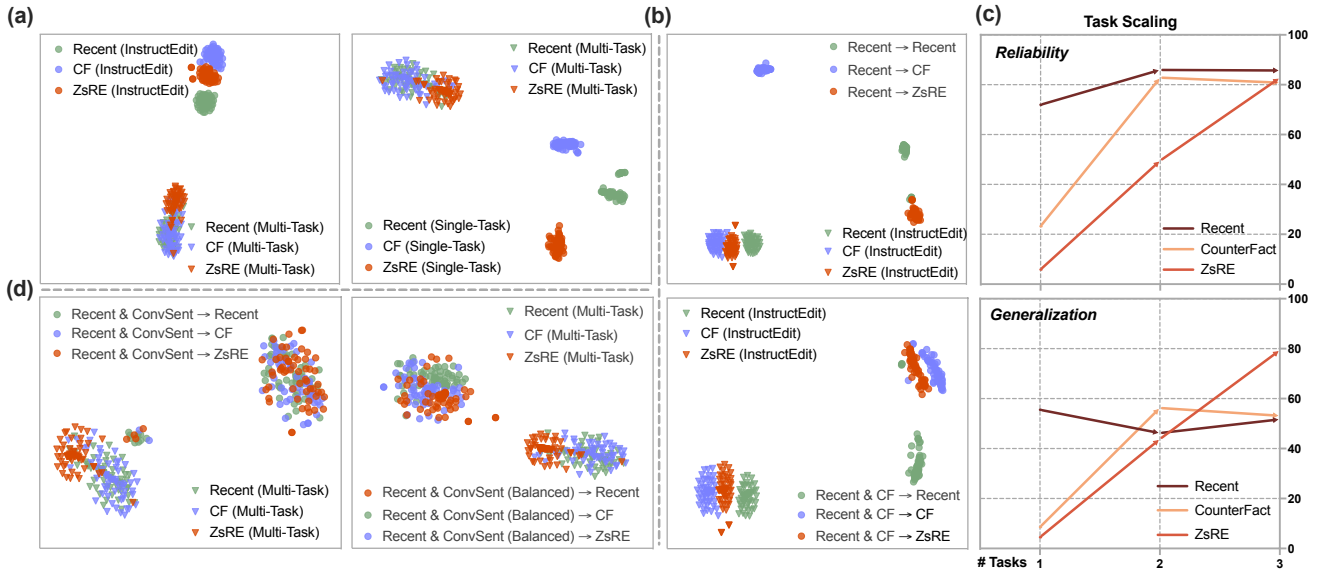 (a)
Recent (InstructEdit)
CF (InstructEdit)
ZsRE (InstructEdit)
Recent (Multi-Task)
CF (Multi-Task)
ZsRE (Multi-Task)
Recent (Multi-Task)
CF (Multi-Task)
ZsRE (Multi-Task)
Recent (Single-Task)
CF (Single-Task)
ZsRE (Single-Task)
(b)
Recent → Recent
Recent → CF
Recent → ZsRE
Recent (InstructEdit)
CF (InstructEdit)
ZsRE (InstructEdit)
Recent (InstructEdit)
CF (InstructEdit)
ZsRE (InstructEdit)
Recent & CF → Recent
Recent & CF → CF
Recent & CF → ZsRE
(c)
Task Scaling
Reliability
100
80
60
40
20
0
Recent
CounterFact
ZsRE
Generalization
100
80
60
40
20
0
Recent
CounterFact
ZsRE
# Tasks 1 2 3
(d)
Recent & ConvSent → Recent
Recent & ConvSent → CF
Recent & ConvSent → ZsRE
Recent (Multi-Task)
CF (Multi-Task)
ZsRE (Multi-Task)
Recent (Multi-Task)
CF (Multi-Task)
ZsRE (Multi-Task)
Recent & ConvSent (Balanced) → Recent
Recent & ConvSent (Balanced) → CF
Recent & ConvSent (Balanced) → ZsRE